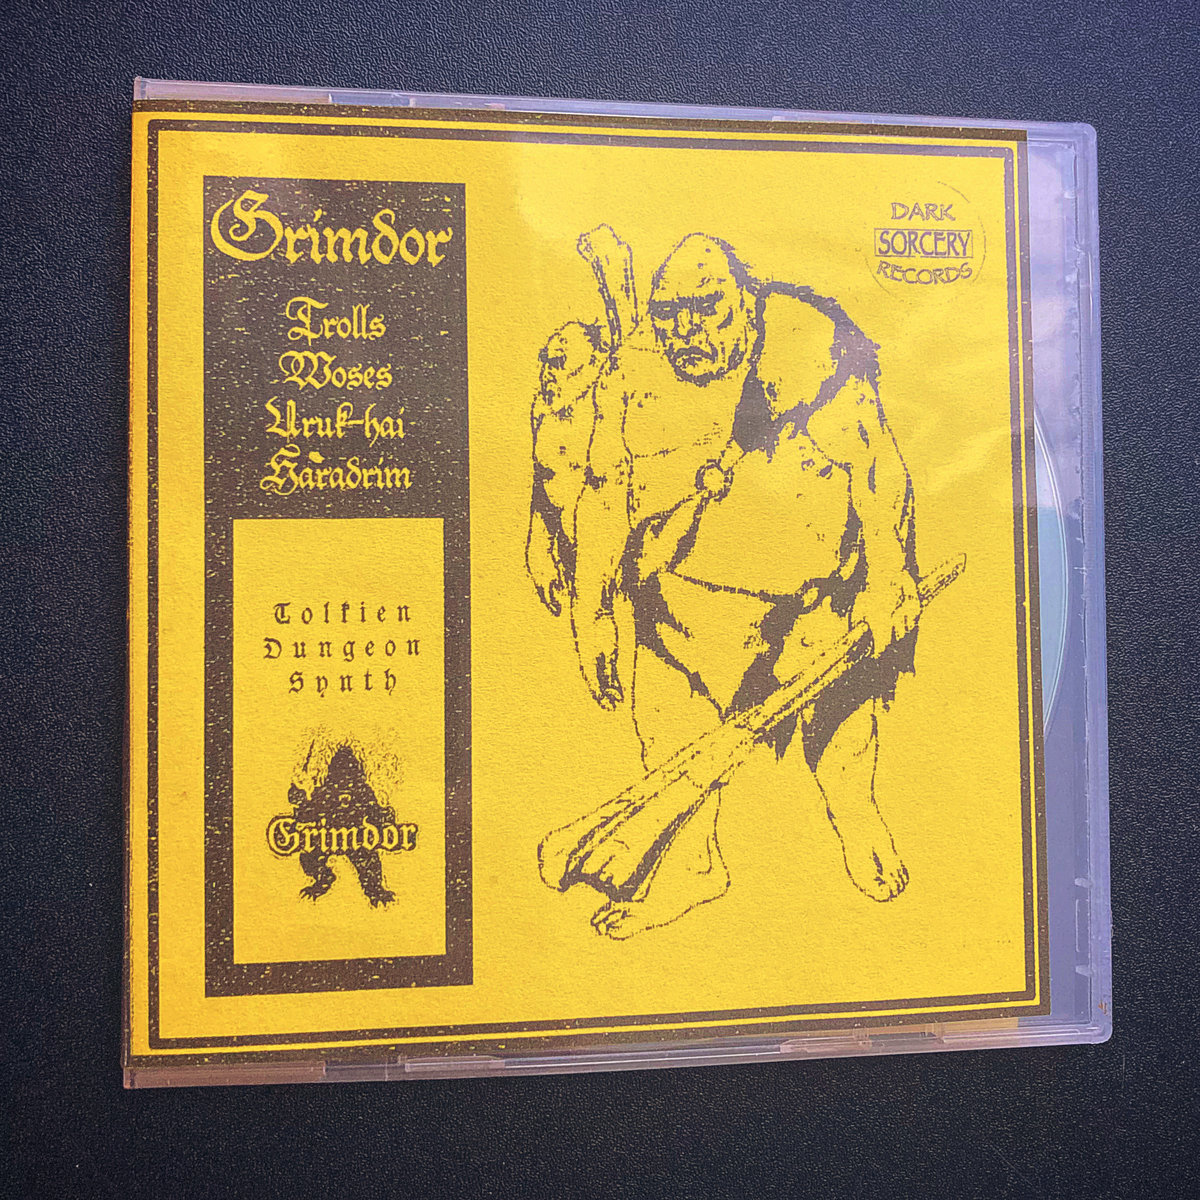 Grimdor
Trolls
Woses
Uruk-hai
Haradrim
Tolkien
Dungeon
Synth
Grimdor
DARK
SORCERY
RECORDS